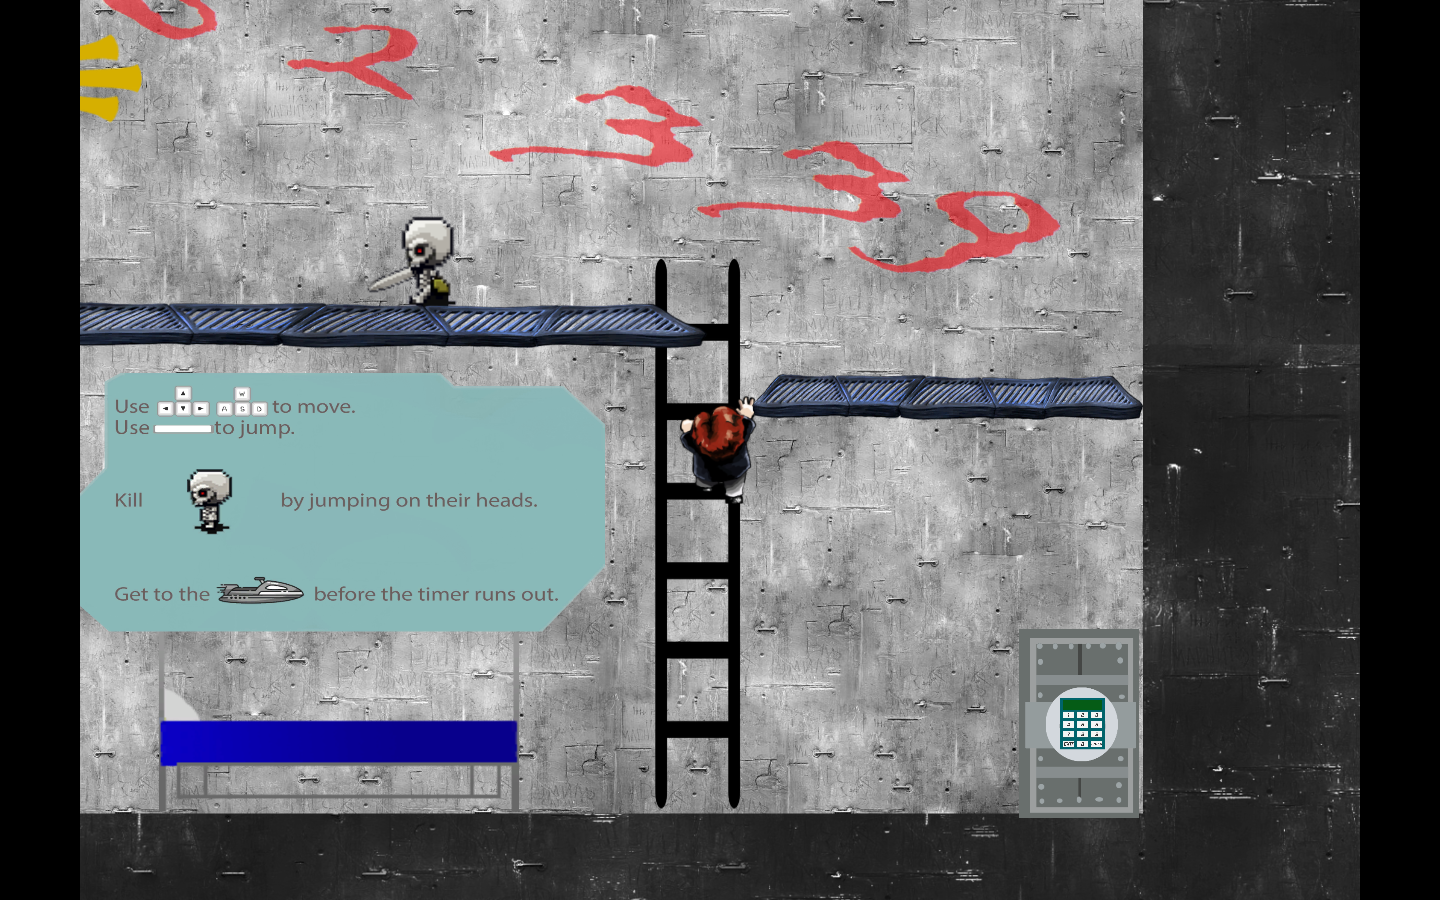 2 3 3 9
W
Use A S D to move.
Use to jump.
Kill by jumping on their heads.
Get to the before the timer runs out.